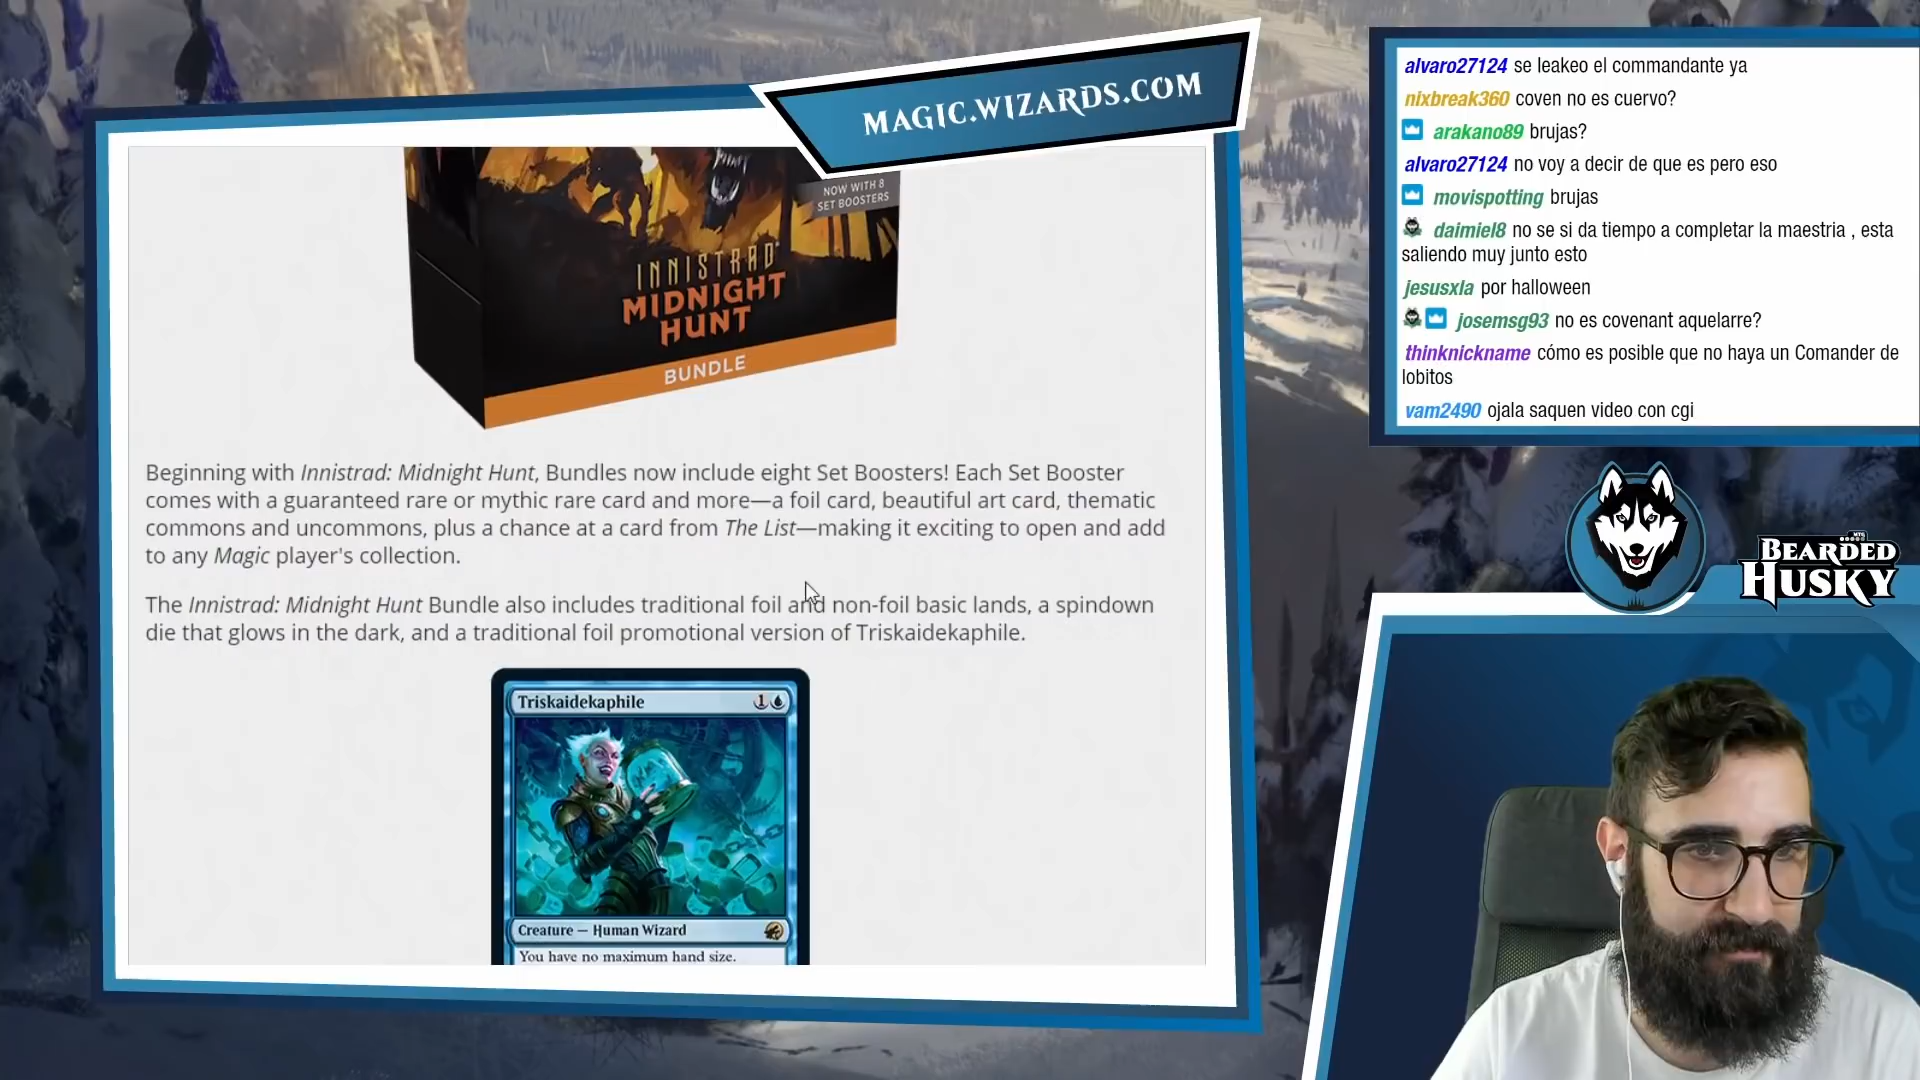 MAGIC.WIZARDS.COM
NOW WITH 8
SET BOOSTERS
INNISTRAD
MIDNIGHT
HUNT
BUNDLE
Beginning with Innistrad: Midnight Hunt, Bundles now include eight Set Boosters! Each Set Booster
comes with a guaranteed rare or mythic rare card and more—a foil card, beautiful art card, thematic
commons and uncommons, plus a chance at a card from The List—making it exciting to open and add
to any Magic player's collection.
The Innistrad: Midnight Hunt Bundle also includes traditional foil and non-foil basic lands, a spindown
die that glows in the dark, and a traditional foil promotional version of Triskaidekaphile.
Triskaidekaphile 1
Creature — Human Wizard
You have no maximum hand size.
alvaro27124 se leakeo el commandante ya
nixbreak360 coven no es cuervo?
arakano89 brujas?
alvaro27124 no voy a decir de que es pero eso
movispotting brujas
daimiel8 no se si da tiempo a completar la maestria , esta
saliendo muy junto esto
jesusxla por halloween
josemsg93 no es covenant aquelarre?
thinknickname cómo es posible que no haya un Comander de
lobitos
vam2490 ojala saquen video con cgi
MTG
BEARDED
HUSKY